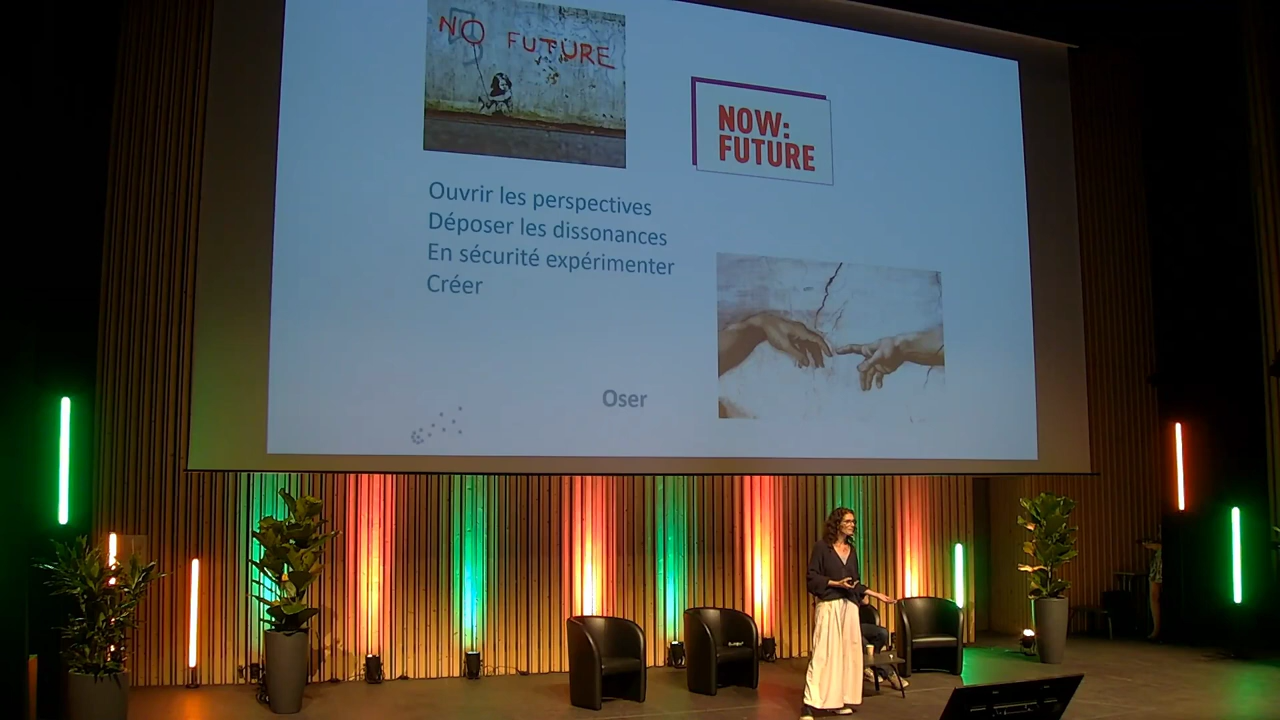 NO FUTURE
NOW:
FUTURE
Ouvrir les perspectives
Déposer les dissonances
En sécurité expérimenter
Créer
Oser